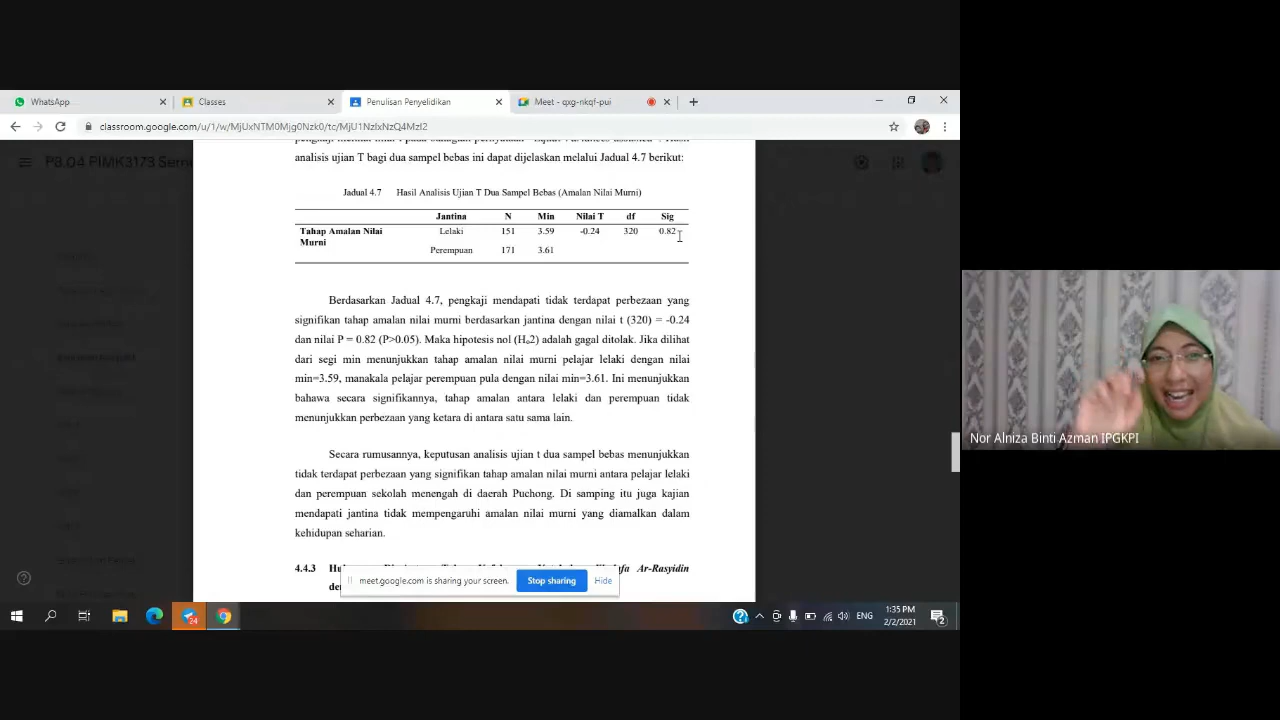 WhatsApp
Classes
Penulisan Penyelidikan
Meet - qxg-nkqf-pui
classroom.google.com/u/1/w/MjUxNTM0Mjg0Nzk0/tc/MjU1NzIxNzQ4MzI2
P8.04 PIMK3173
analisis ujian T bagi dua sampel bebas ini dapat dijelaskan melalui Jadual 4.7 berikut:
Jadual 4.7 Hasil Analisis Ujian T Dua Sampel Bebas (Amalan Nilai Murni)
Jantina N Min Nilai T df Sig
Tahap Amalan Nilai Lelaki 151 3.59 -0.24 320 0.82
Murni
Perempuan 171 3.61
Berdasarkan Jadual 4.7, pengkaji mendapati tidak terdapat perbezaan yang
signifikan tahap amalan nilai murni berdasarkan jantina dengan nilai t (320) = -0.24
dan nilai P = 0.82 (P>0.05). Maka hipotesis nol (Hₒ2) adalah gagal ditolak. Jika dilihat
dari segi min menunjukkan tahap amalan nilai murni pelajar lelaki dengan nilai
min=3.59, manakala pelajar perempuan pula dengan nilai min=3.61. Ini menunjukkan
bahawa secara signifikannya, tahap amalan antara lelaki dan perempuan tidak
menunjukkan perbezaan yang ketara di antara satu sama lain.
Secara rumusannya, keputusan analisis ujian t dua sampel bebas menunjukkan
tidak terdapat perbezaan yang signifikan tahap amalan nilai murni antara pelajar lelaki
dan perempuan sekolah menengah di daerah Puchong. Di samping itu juga kajian
mendapati jantina tidak mempengaruhi amalan nilai murni yang diamalkan dalam
kehidupan seharian.
4.4.3 Ar-Rasyidin
meet.google.com is sharing your screen. Stop sharing Hide
24
ENG
1:35 PM
2/2/2021
2
Nor Alniza Binti Azman IPGKPI